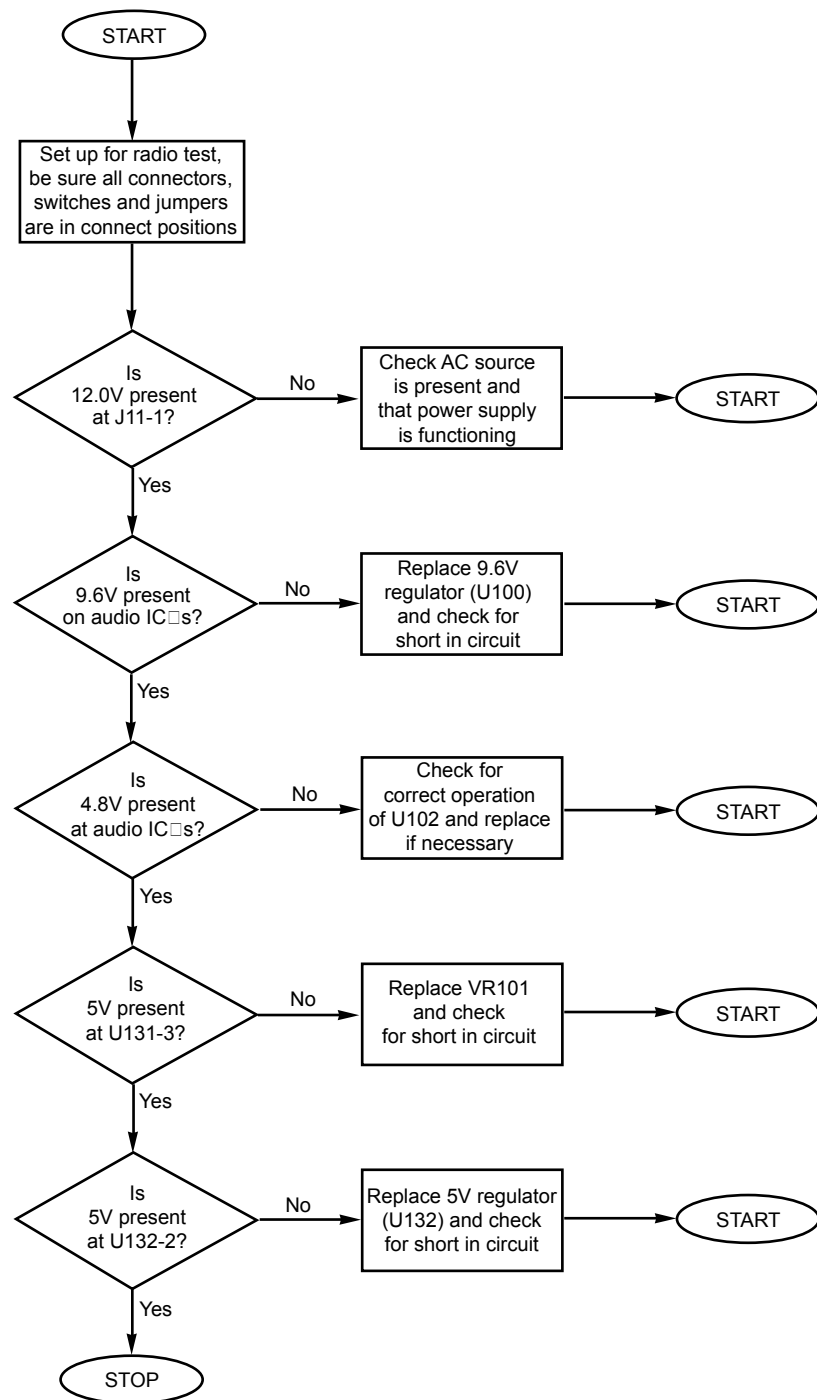 START
Set up for radio test,
be sure all connectors,
switches and jumpers
are in connect positions
Is
12.0V present
at J11-1?
No
Check AC source
is present and
that power supply
is functioning
START
Yes
Is
9.6V present
on audio IC□s?
No
Replace 9.6V
regulator (U100)
and check for
short in circuit
START
Yes
Is
4.8V present
at audio IC□s?
No
Check for
correct operation
of U102 and replace
if necessary
START
Yes
Is
5V present
at U131-3?
No
Replace VR101
and check
for short in circuit
START
Yes
Is
5V present
at U132-2?
No
Replace 5V regulator
(U132) and check
for short in circuit
START
Yes
STOP